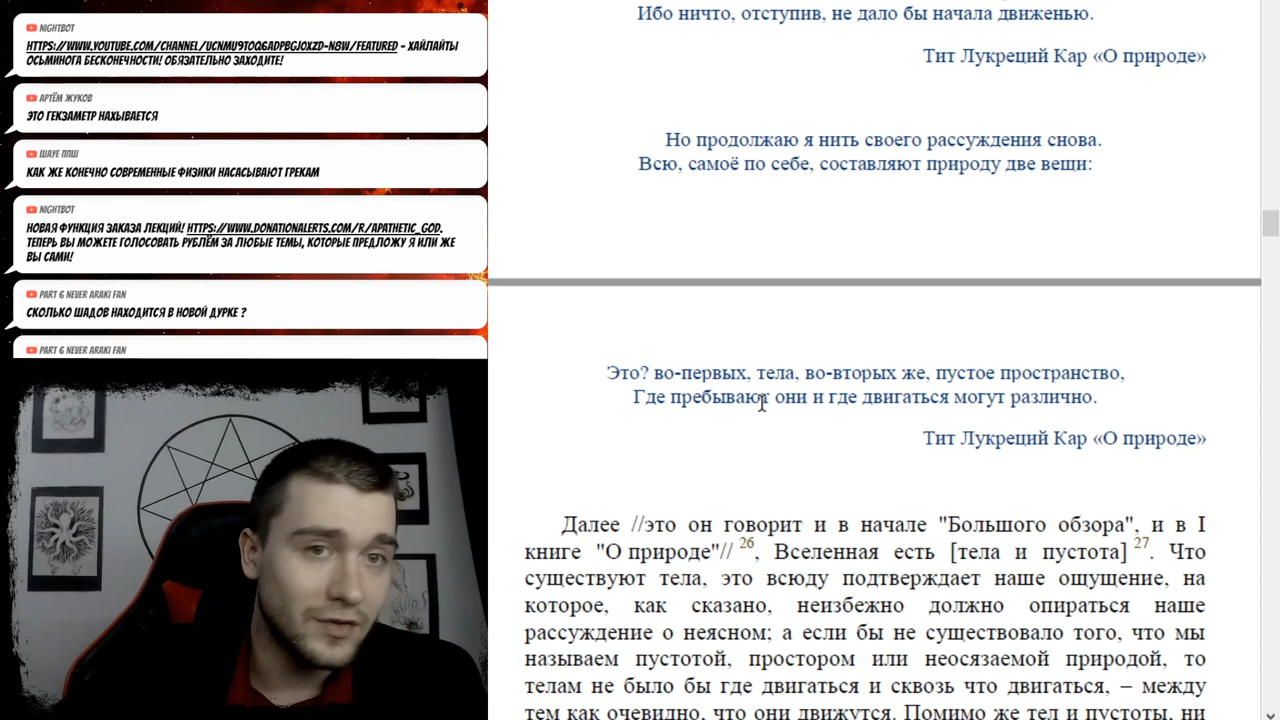 NIGHTBOT
HTTPS://WWW.YOUTUBE.COM/CHANNEL/UCNMU9TOQ6ADPBGJOXZD-N8W/FEATURED - ХАЙЛАЙТЫ
ОСЬМИНОГА БЕСКОНЕЧНОСТИ! ОБЯЗАТЕЛЬНО ЗАХОДИТЕ!
АРТЁМ ЖУКОВ
ЭТО ГЕКЗАМЕТР НАХЫВАЕТСЯ
ШАУЕ ППШ
КАК ЖЕ КОНЕЧНО СОВРЕМЕННЫЕ ФИЗИКИ НАСАСЫВАЮТ ГРЕКАМ
NIGHTBOT
НОВАЯ ФУНКЦИЯ ЗАКАЗА ЛЕКЦИЙ! HTTPS://WWW.DONATIONALERTS.COM/R/APATHETIC_GOD.
ТЕПЕРЬ ВЫ МОЖЕТЕ ГОЛОСОВАТЬ РУБЛЁМ ЗА ЛЮБЫЕ ТЕМЫ, КОТОРЫЕ ПРЕДЛОЖУ Я ИЛИ ЖЕ
ВЫ САМИ!
PART 6 NEVER ARAKI FAN
СКОЛЬКО ШАДОВ НАХОДИТСЯ В НОВОЙ ДУРКЕ ?
PART 6 NEVER ARAKI FAN
Ибо ничто, отступив, не дало бы начала движенью.
Тит Лукреций Кар «О природе»
Но продолжаю я нить своего рассуждения снова.
Всю, самоё по себе, составляют природу две вещи:
Это? во-первых, тела, во-вторых же, пустое пространство,
Где пребывают они и где двигаться могут различно.
Тит Лукреций Кар «О природе»
Далее //это он говорит и в начале "Большого обзора", и в I
книге "О природе"// 26, Вселенная есть [тела и пустота] 27. Что
существуют тела, это всюду подтверждает наше ощущение, на
которое, как сказано, неизбежно должно опираться наше
рассуждение о неясном; а если бы не существовало того, что мы
называем пустотой, простором или неосязаемой природой, то
телам не было бы где двигаться и сквозь что двигаться, – между
тем как очевидно, что они движутся. Помимо же тел и пустоты, ни